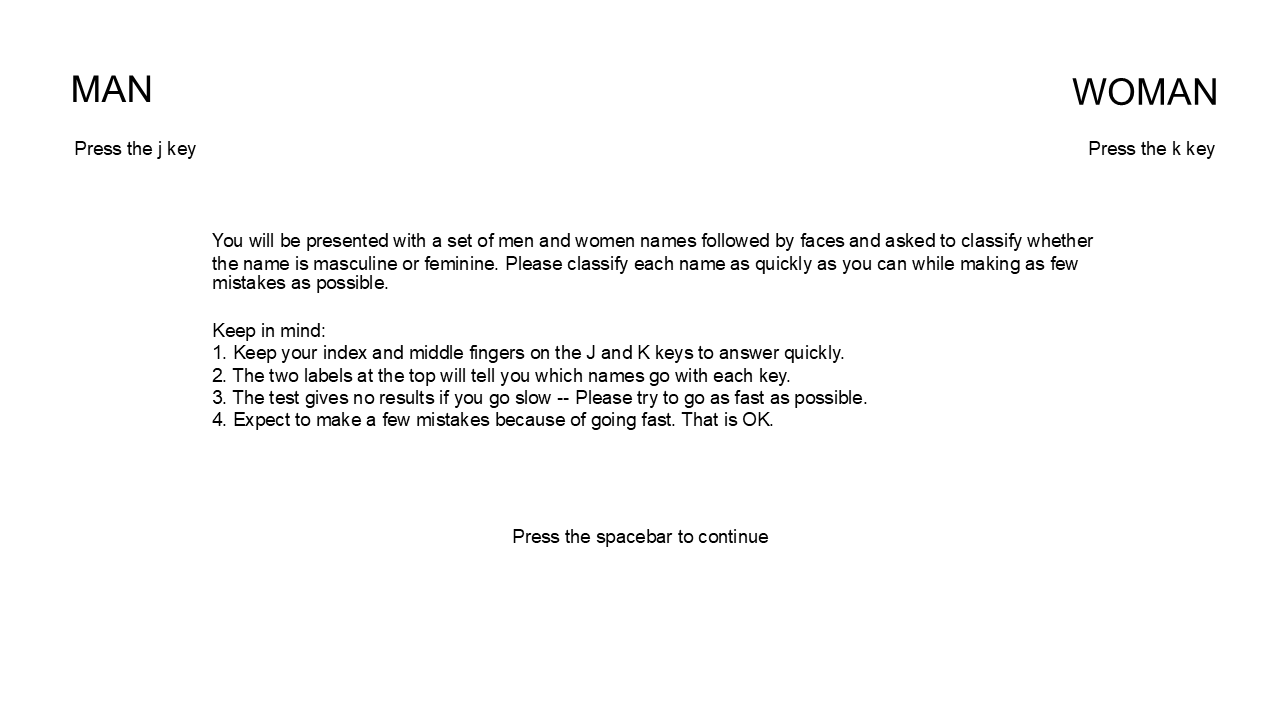 MAN
WOMAN
Press the j key
Press the k key
You will be presented with a set of men and women names followed by faces and asked to classify whether
the name is masculine or feminine. Please classify each name as quickly as you can while making as few
mistakes as possible.
Keep in mind:
1. Keep your index and middle fingers on the J and K keys to answer quickly.
2. The two labels at the top will tell you which names go with each key.
3. The test gives no results if you go slow -- Please try to go as fast as possible.
4. Expect to make a few mistakes because of going fast. That is OK.
Press the spacebar to continue